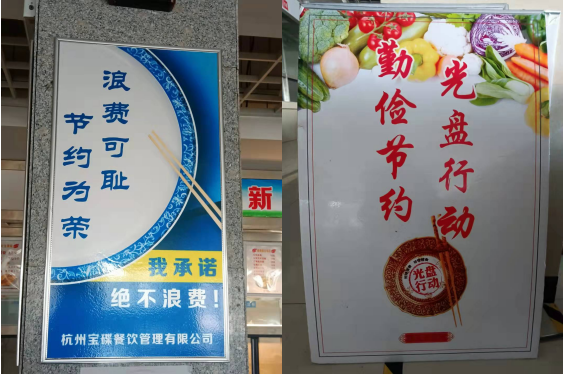 浪费可耻
节约为荣
我承诺
绝不浪费!
杭州宝碟餐饮管理有限公司
新
光盘行动
勤俭节约
光盘
行动